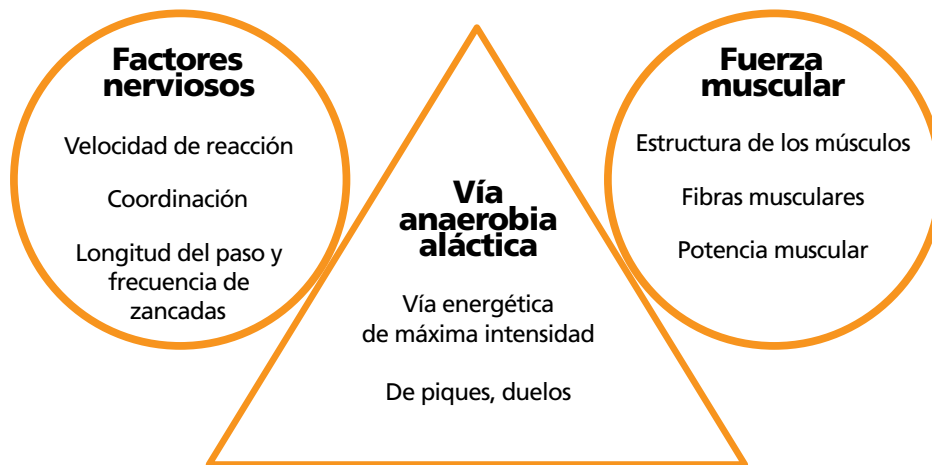 Factores
nerviosos
Velocidad de reacción
Coordinación
Longitud del paso y
frecuencia de
zancadas
Vía
anaerobia
aláctica
Vía energética
de máxima intensidad
De piques, duelos
Fuerza
muscular
Estructura de los músculos
Fibras musculares
Potencia muscular